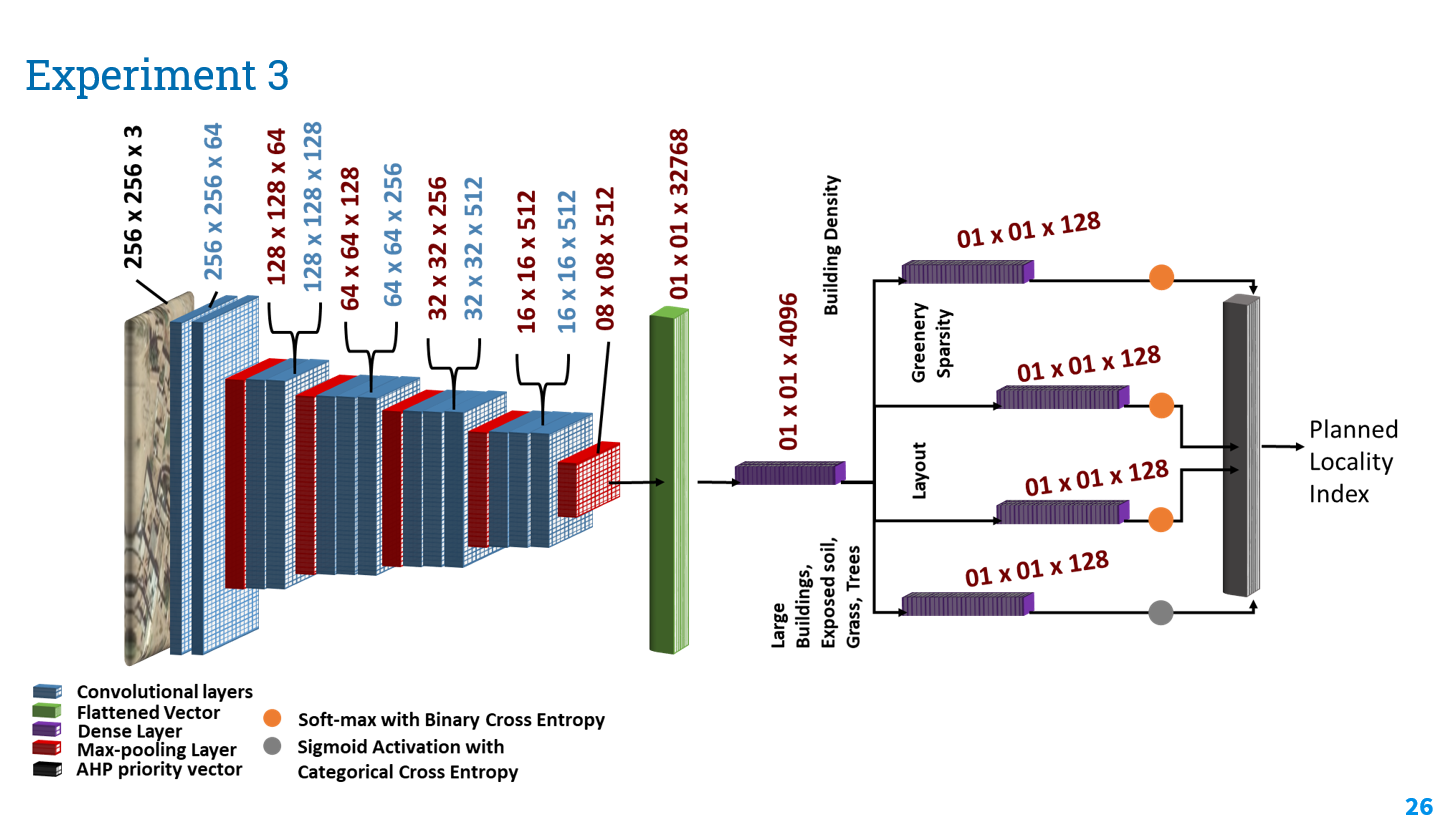 Experiment 3
256 x 256 x 3
256 x 256 x 64
128 x 128 x 64
128 x 128 x 128
64 x 64 x 128
64 x 64 x 256
32 x 32 x 256
32 x 32 x 512
16 x 16 x 512
16 x 16 x 512
08 x 08 x 512
01 x 01 x 32768
01 x 01 x 4096
Building Density
01 x 01 x 128
Greenery
Sparsity
01 x 01 x 128
Layout
01 x 01 x 128
Large
Buildings,
Exposed soil,
Grass, Trees
01 x 01 x 128
Planned
Locality
Index
Convolutional layers
Flattened Vector
Dense Layer
Max-pooling Layer
AHP priority vector
Soft-max with Binary Cross Entropy
Sigmoid Activation with
Categorical Cross Entropy
26